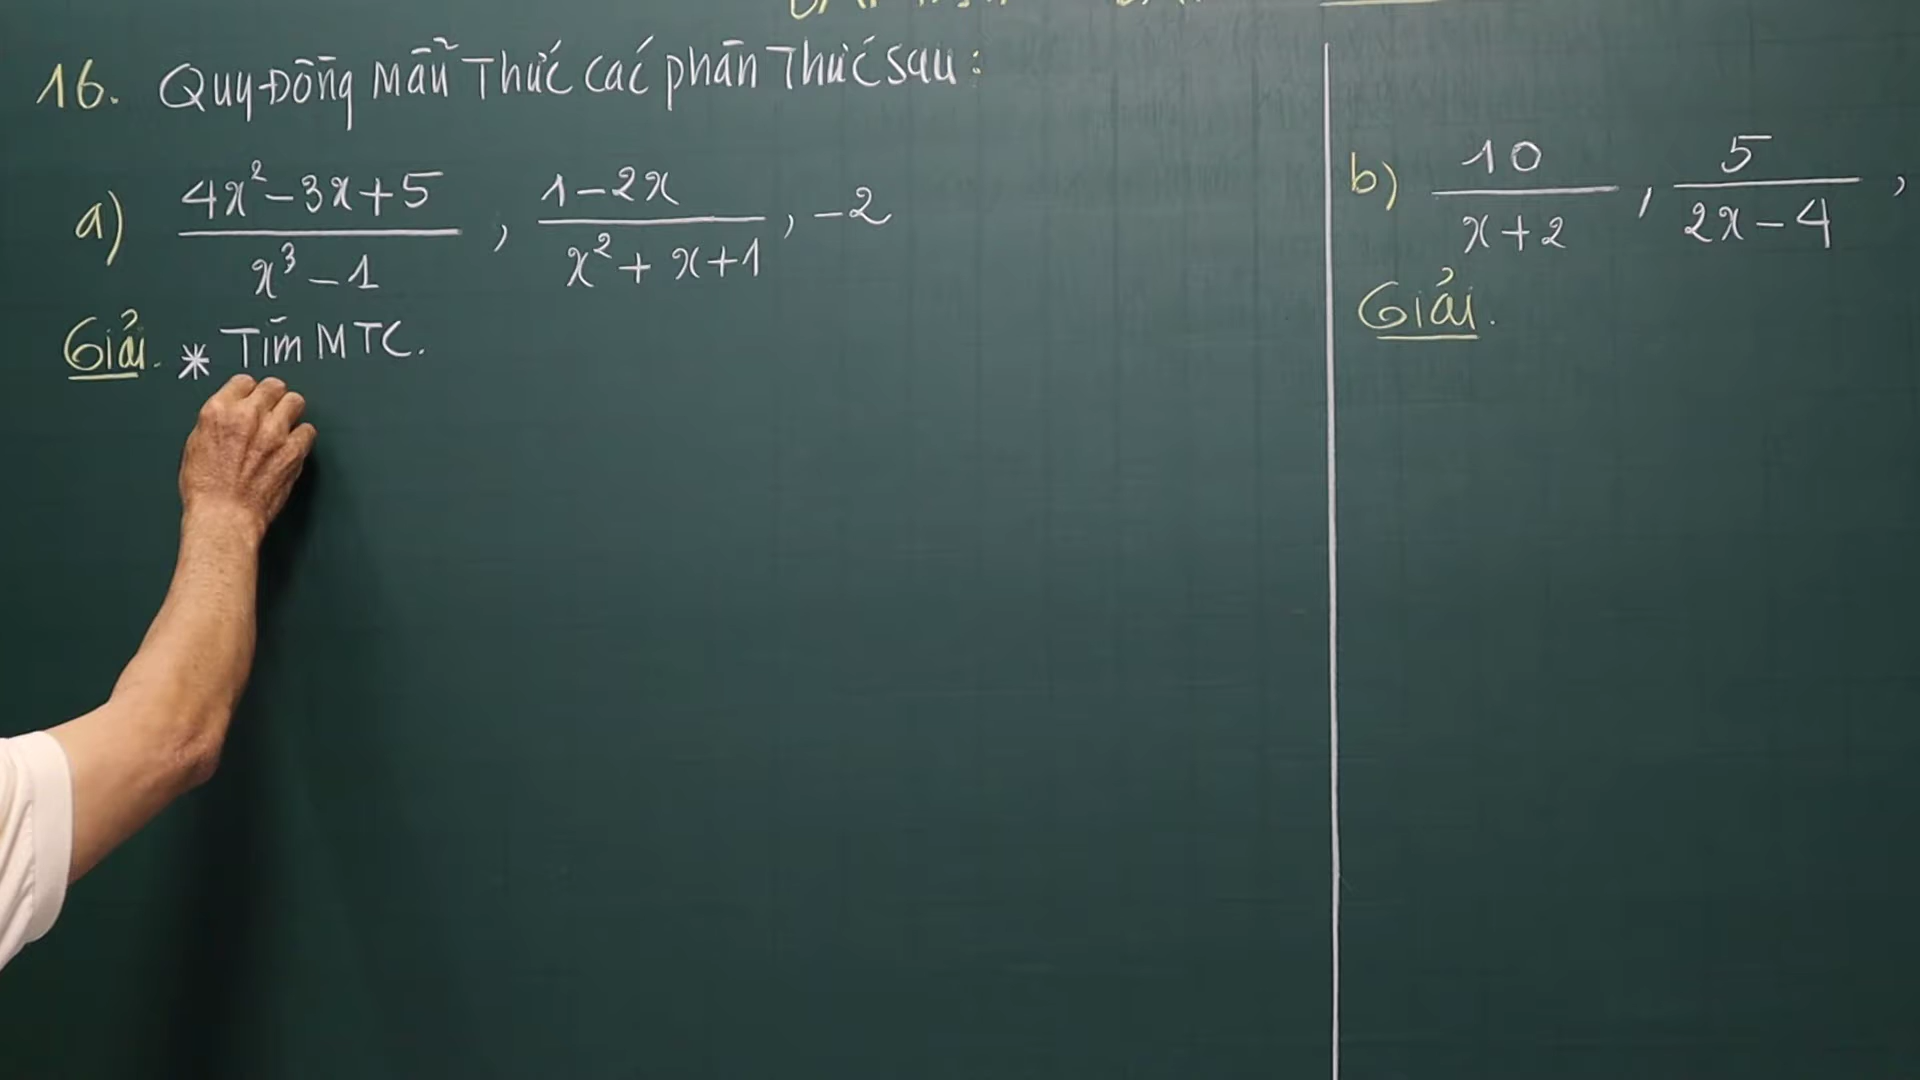 16. Quy Đồng Mẫu Thức các phân Thức sau:
a) (4x² - 3x + 5)/(x³ - 1) , (1 - 2x)/(x² + x + 1) , -2
Giải. * Tìm MTC.
b) 10/(x + 2) , 5/(2x - 4) ,
Giải.